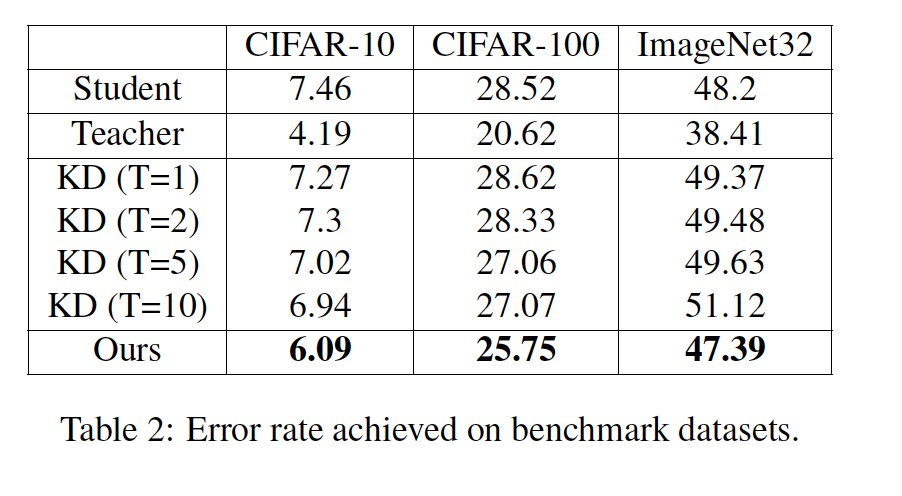 CIFAR-10 CIFAR-100 ImageNet32
Student 7.46 28.52 48.2
Teacher 4.19 20.62 38.41
KD (T=1) 7.27 28.62 49.37
KD (T=2) 7.3 28.33 49.48
KD (T=5) 7.02 27.06 49.63
KD (T=10) 6.94 27.07 51.12
Ours 6.09 25.75 47.39
Table 2: Error rate achieved on benchmark datasets.